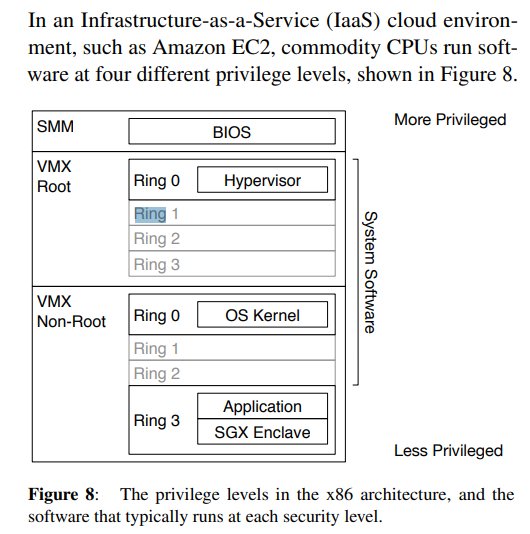 In an Infrastructure-as-a-Service (IaaS) cloud environ-
ment, such as Amazon EC2, commodity CPUs run soft-
ware at four different privilege levels, shown in Figure 8.
SMM
BIOS
More Privileged
VMX
Root
Ring 0
Hypervisor
Ring 1
Ring 2
Ring 3
System Software
VMX
Non-Root
Ring 0
OS Kernel
Ring 1
Ring 2
Ring 3
Application
SGX Enclave
Less Privileged
Figure 8: The privilege levels in the x86 architecture, and the
software that typically runs at each security level.